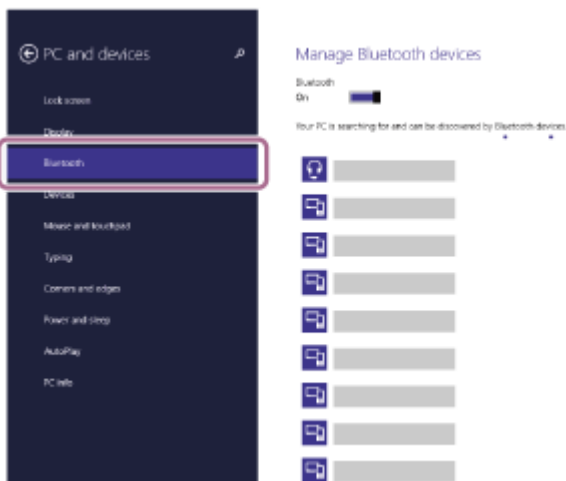 PC and devices
Lock screen
Display
Bluetooth
Devices
Mouse and touchpad
Typing
Corners and edges
Power and sleep
AutoPlay
PC info
Manage Bluetooth devices
Bluetooth
On
Your PC is searching for and can be discovered by Bluetooth devices